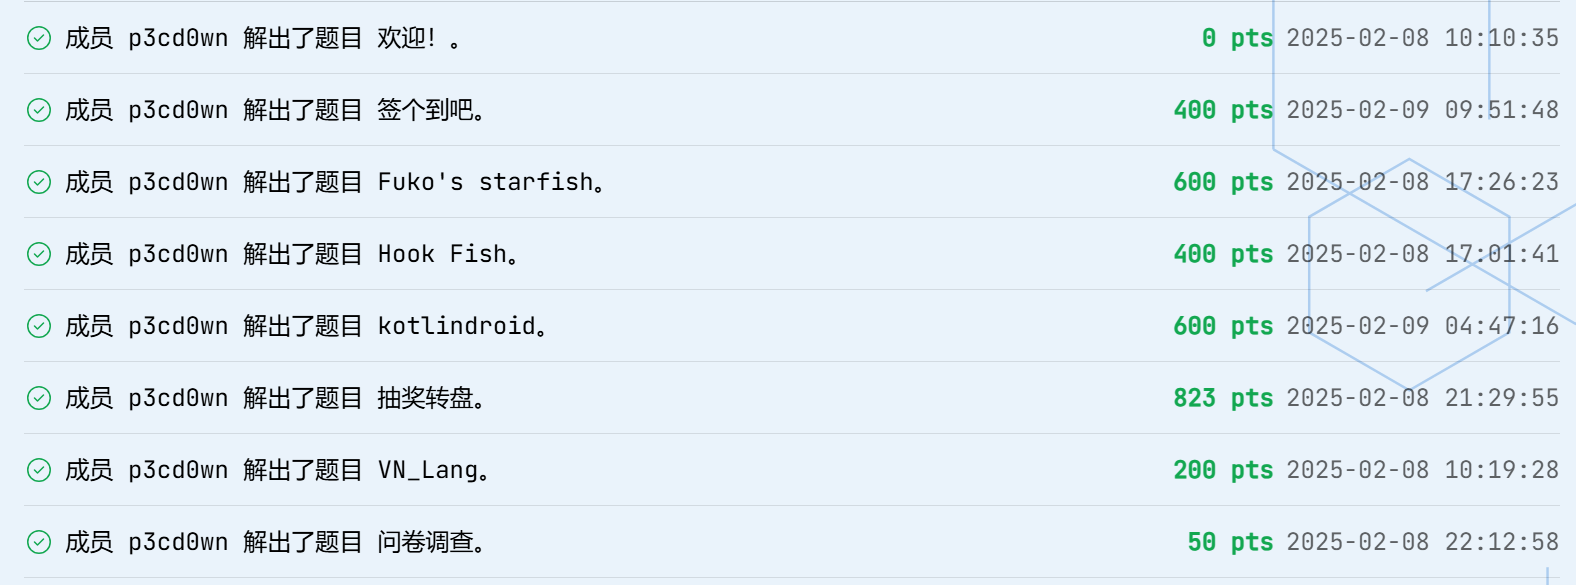 成员 p3cd0wn 解出了题目 欢迎！。 0 pts 2025-02-08 10:10:35
成员 p3cd0wn 解出了题目 签个到吧。 400 pts 2025-02-09 09:51:48
成员 p3cd0wn 解出了题目 Fuko's starfish。 600 pts 2025-02-08 17:26:23
成员 p3cd0wn 解出了题目 Hook Fish。 400 pts 2025-02-08 17:01:41
成员 p3cd0wn 解出了题目 kotlindroid。 600 pts 2025-02-09 04:47:16
成员 p3cd0wn 解出了题目 抽奖转盘。 823 pts 2025-02-08 21:29:55
成员 p3cd0wn 解出了题目 VN_Lang。 200 pts 2025-02-08 10:19:28
成员 p3cd0wn 解出了题目 问卷调查。 50 pts 2025-02-08 22:12:58